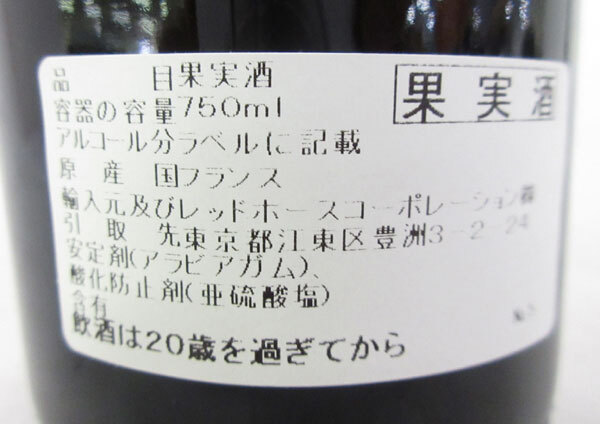 品 目果実酒
果実酒
容器の容量750ml
アルコール分ラベルに記載
原 産 国フランス
輸入元及びレッドホースコーポレーション㈱
引 取 先東京都江東区豊洲3-2-24
安定剤(アラビアガム)、
酸化防止剤(亜硫酸塩)
含有
飲酒は20歳を過ぎてから